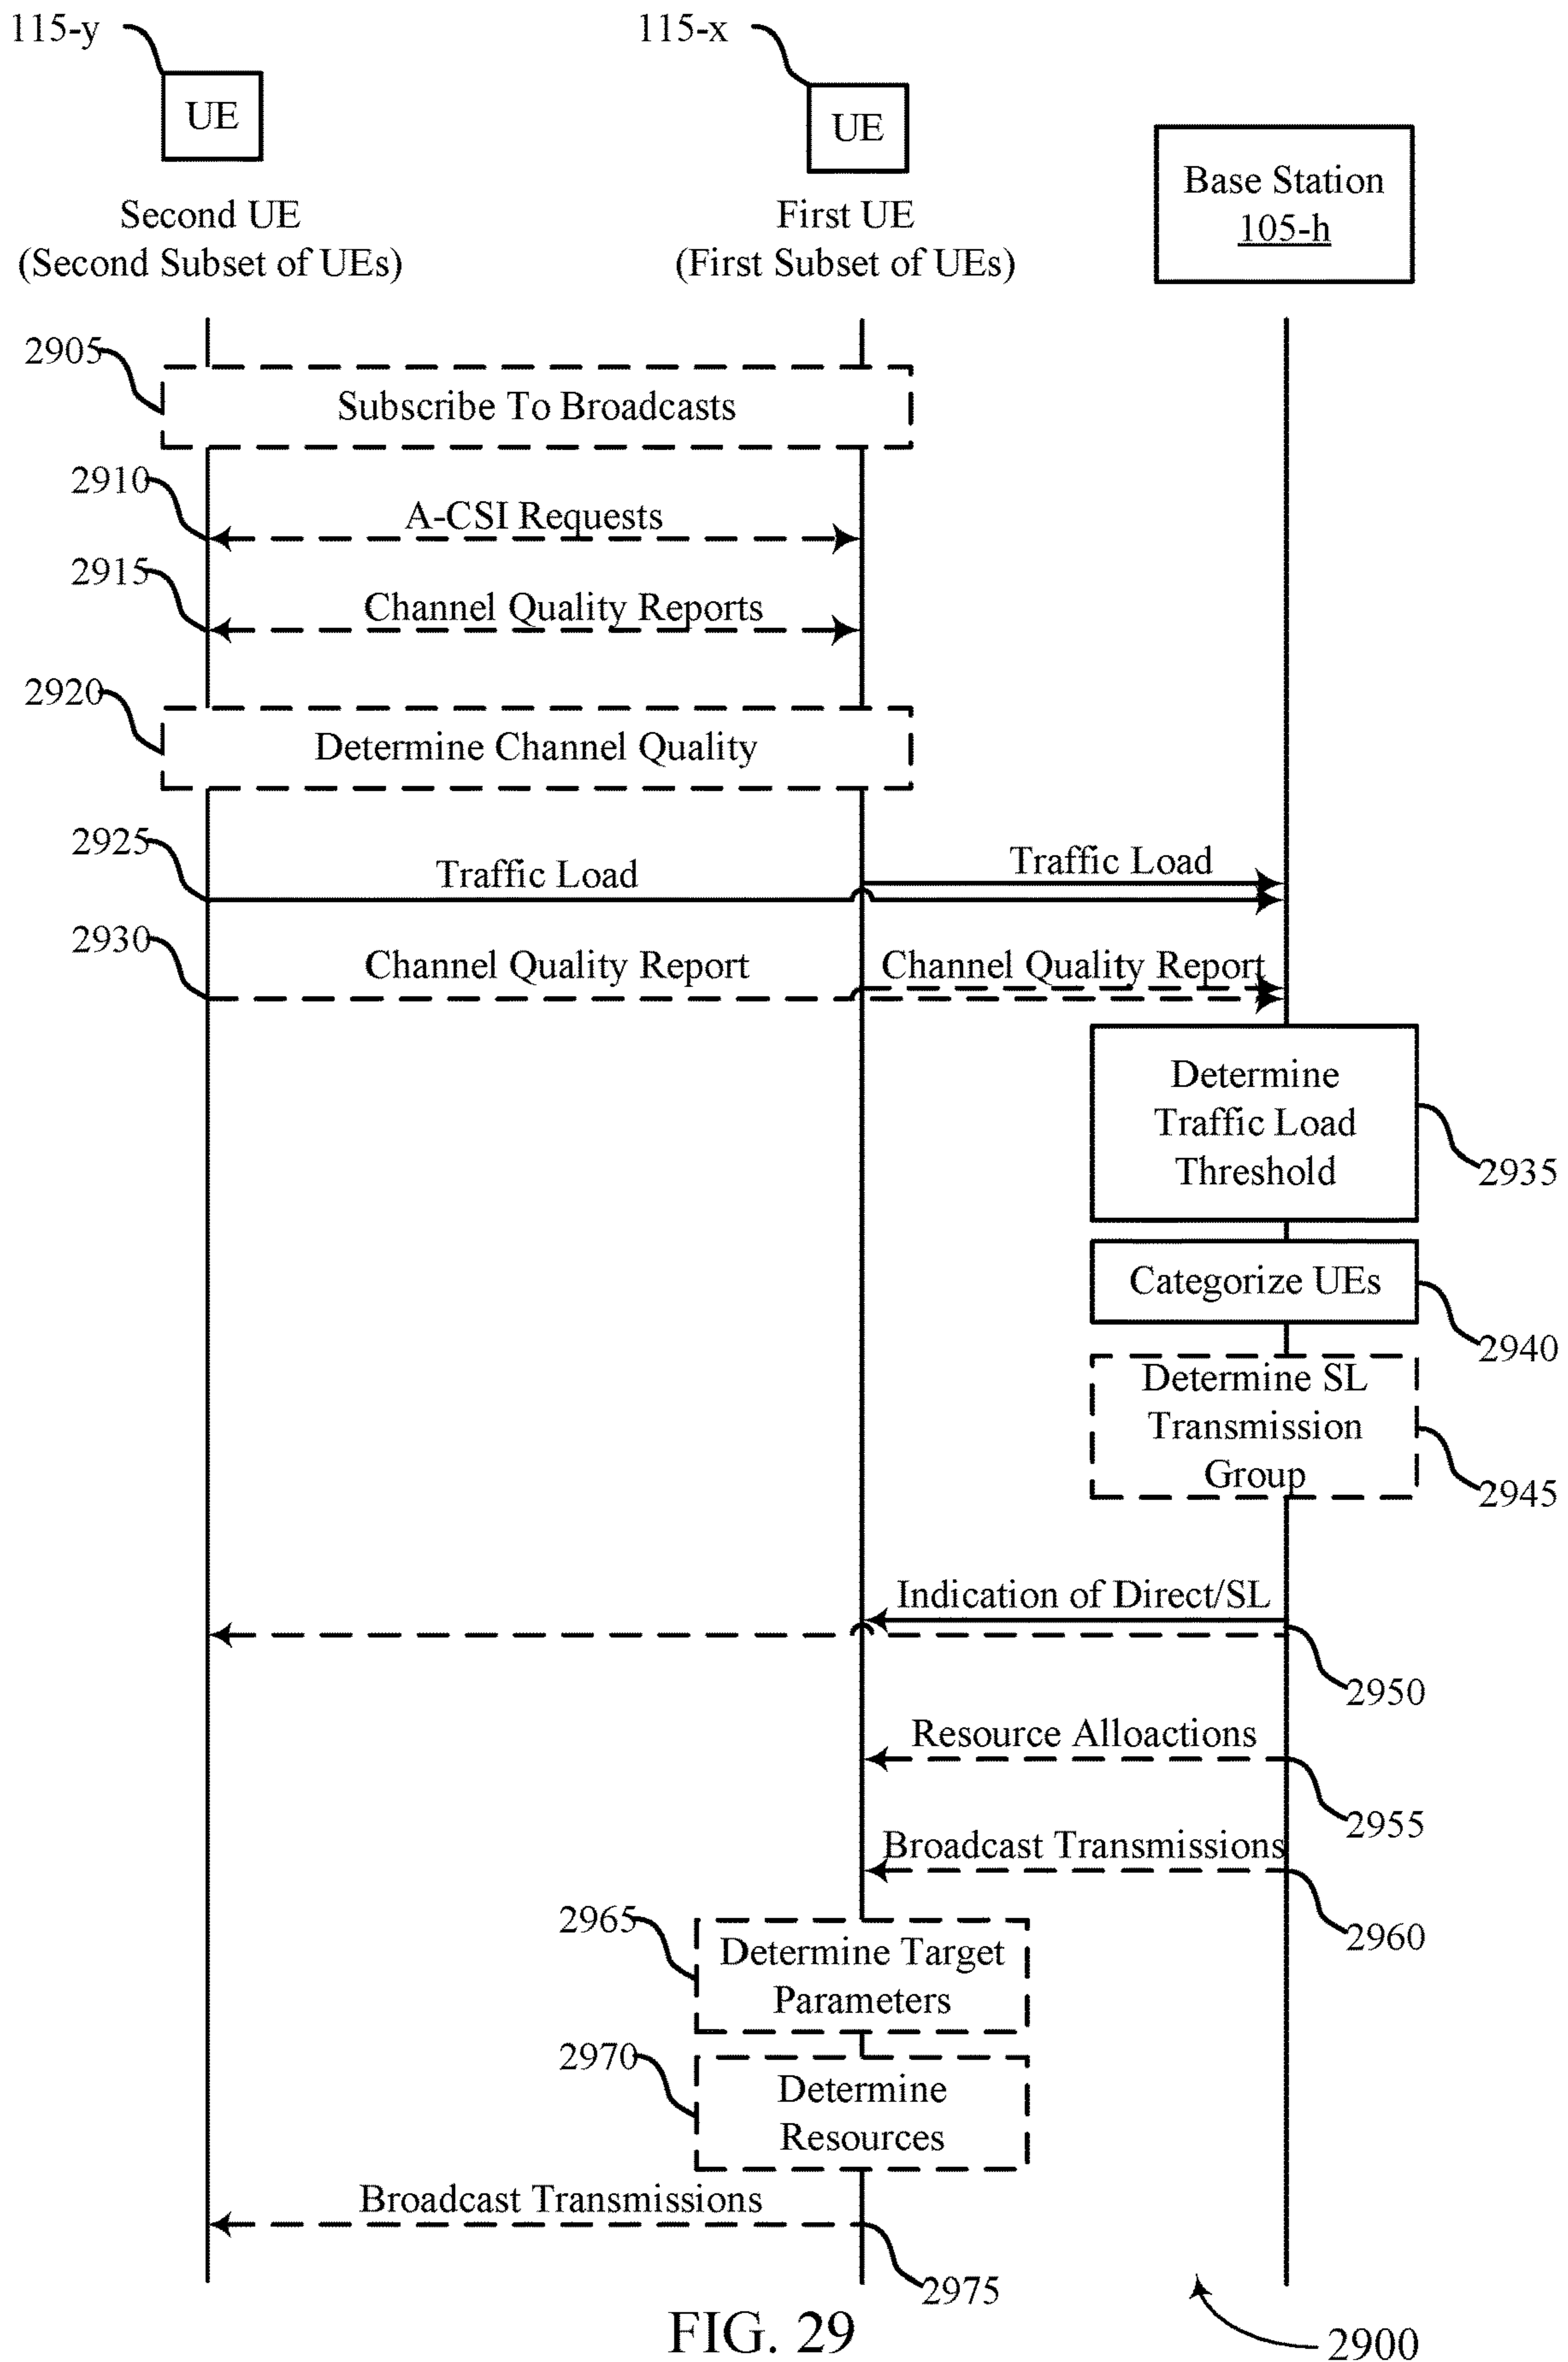 115-y
115-x
UE
UE
Base Station
105-h
Second UE
(Second Subset of UEs)
First UE
(First Subset of UEs)
2905
Subscribe To Broadcasts
2910
A-CSI Requests
2915
Channel Quality Reports
2920
Determine Channel Quality
2925
Traffic Load
Traffic Load
2930
Channel Quality Report
Channel Quality Report
Determine
Traffic Load
Threshold
2935
Categorize UEs
2940
Determine SL
Transmission
Group
2945
Indication of Direct/SL
2950
Resource Alloactions
2955
Broadcast Transmissions
2960
2965
Determine Target
Parameters
2970
Determine
Resources
Broadcast Transmissions
2975
FIG. 29
2900